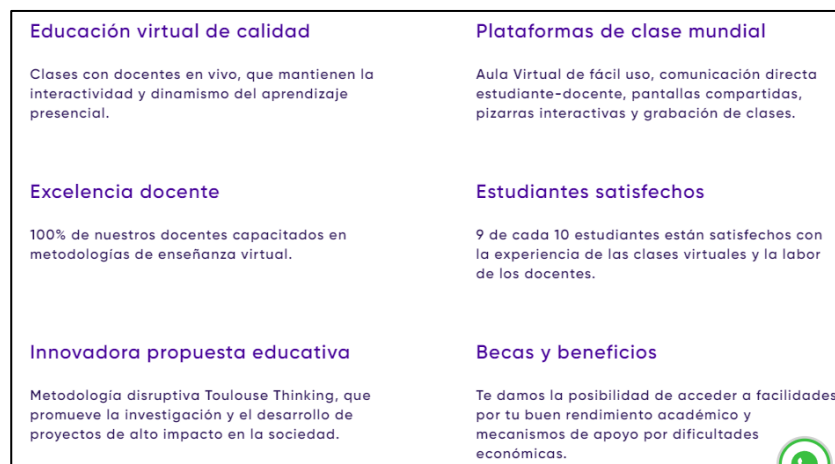 Educación virtual de calidad
Clases con docentes en vivo, que mantienen la
interactividad y dinamismo del aprendizaje
presencial.
Plataformas de clase mundial
Aula Virtual de fácil uso, comunicación directa
estudiante-docente, pantallas compartidas,
pizarras interactivas y grabación de clases.
Excelencia docente
100% de nuestros docentes capacitados en
metodologías de enseñanza virtual.
Estudiantes satisfechos
9 de cada 10 estudiantes están satisfechos con
la experiencia de las clases virtuales y la labor
de los docentes.
Innovadora propuesta educativa
Metodología disruptiva Toulouse Thinking, que
promueve la investigación y el desarrollo de
proyectos de alto impacto en la sociedad.
Becas y beneficios
Te damos la posibilidad de acceder a facilidades
por tu buen rendimiento académico y
mecanismos de apoyo por dificultades
económicas.